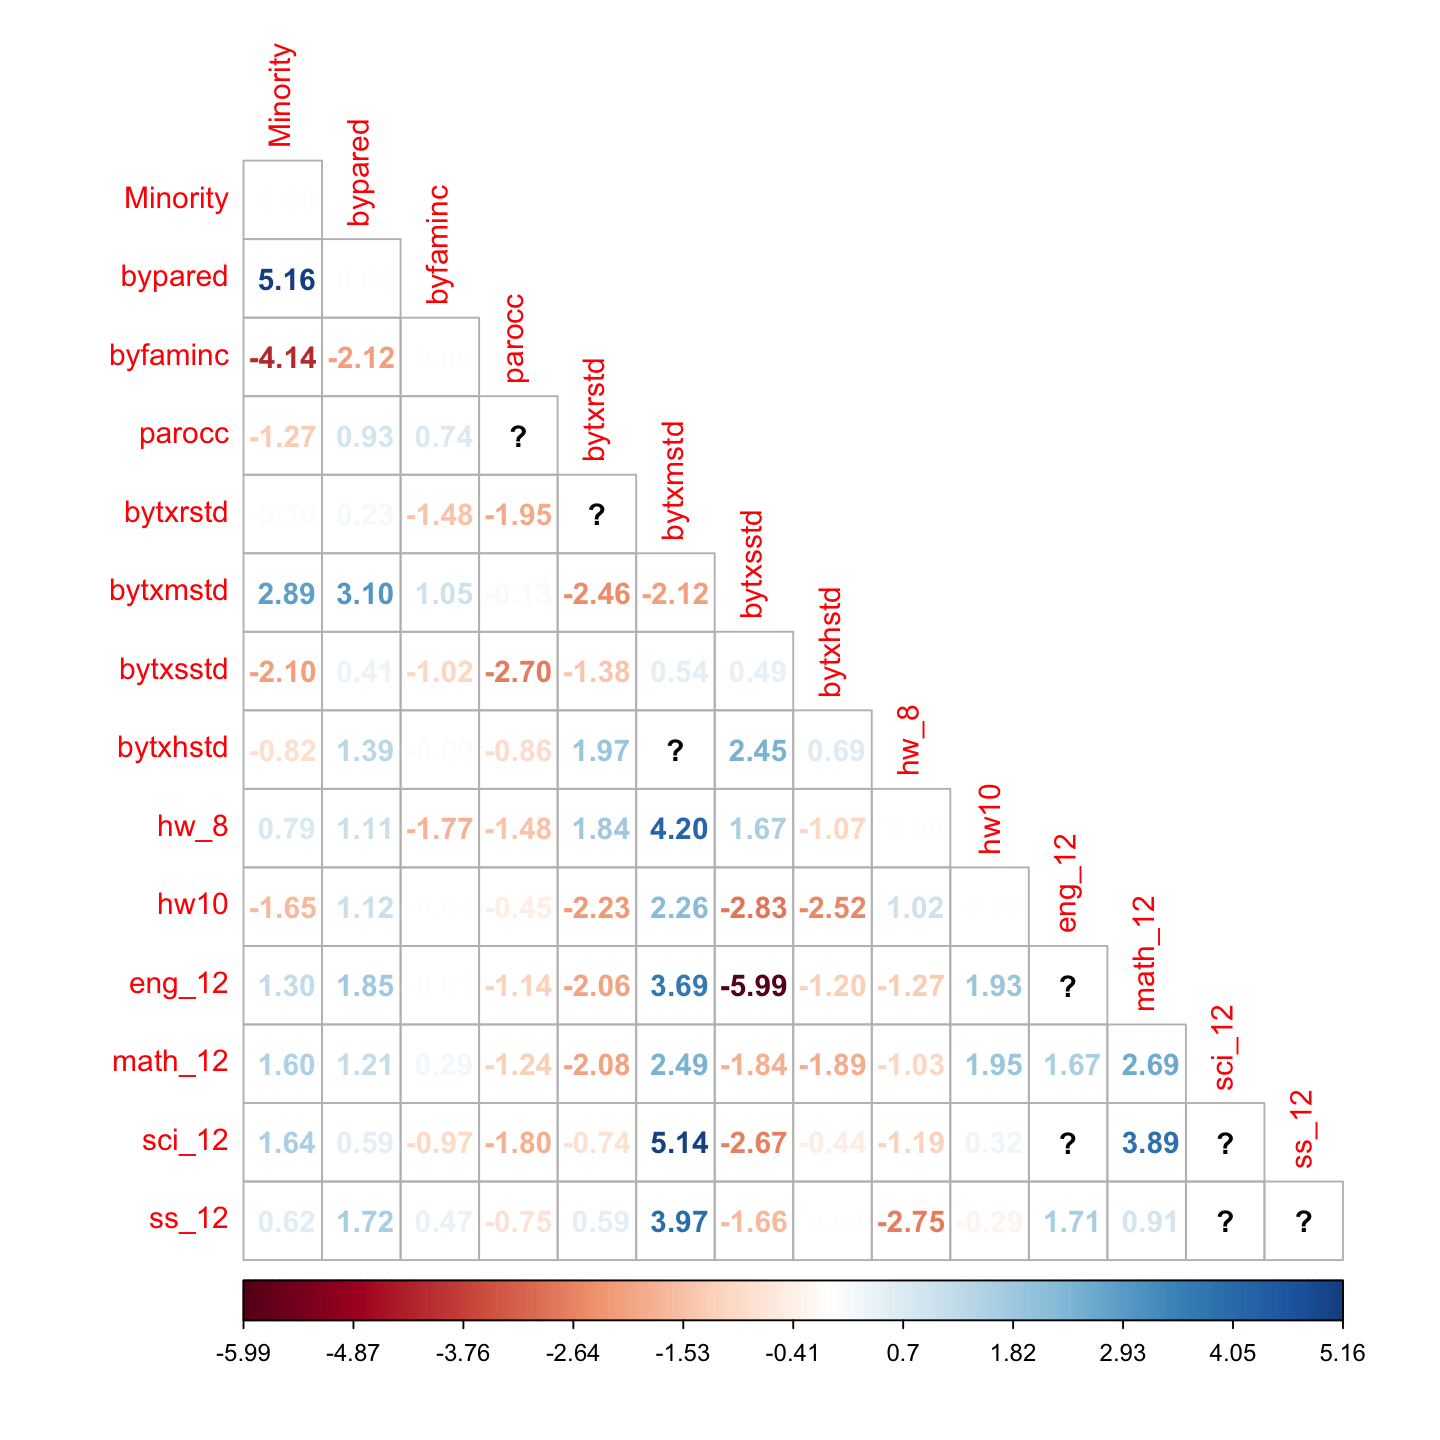 Minority
bypared
byfaminc
parocc
bytxrstd
bytxmstd
bytxsstd
bytxhstd
hw_8
hw10
eng_12
math_12
sci_12
ss_12
Minority
bypared 5.16
byfaminc -4.14 -2.12
parocc -1.27 0.93 0.74 ?
bytxrstd -0.10 0.23 -1.48 -1.95 ?
bytxmstd 2.89 3.10 1.05 -0.13 -2.46 -2.12
bytxsstd -2.10 0.41 -1.02 -2.70 -1.38 0.54 0.49
bytxhstd -0.82 1.39 -0.09 -0.86 1.97 ? 2.45 0.69
hw_8 0.79 1.11 -1.77 -1.48 1.84 4.20 1.67 -1.07
hw10 -1.65 1.12 -0.45 -2.23 2.26 -2.83 -2.52 1.02
eng_12 1.30 1.85 -1.14 -2.06 3.69 -5.99 -1.20 -1.27 1.93 ?
math_12 1.60 1.21 0.29 -1.24 -2.08 2.49 -1.84 -1.89 -1.03 1.95 1.67 2.69
sci_12 1.64 0.59 -0.97 -1.80 -0.74 5.14 -2.67 -0.44 -1.19 0.32 ? 3.89 ?
ss_12 0.62 1.72 0.47 -0.75 0.59 3.97 -1.66 -2.75 -0.29 1.71 0.91 ? ?
-5.99 -4.87 -3.76 -2.64 -1.53 -0.41 0.7 1.82 2.93 4.05 5.16